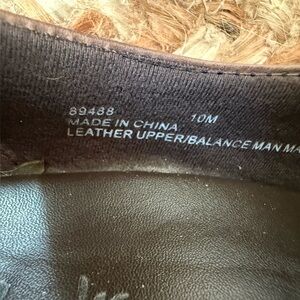 89488 10M
MADE IN CHINA
LEATHER UPPER/BALANCE MAN MA